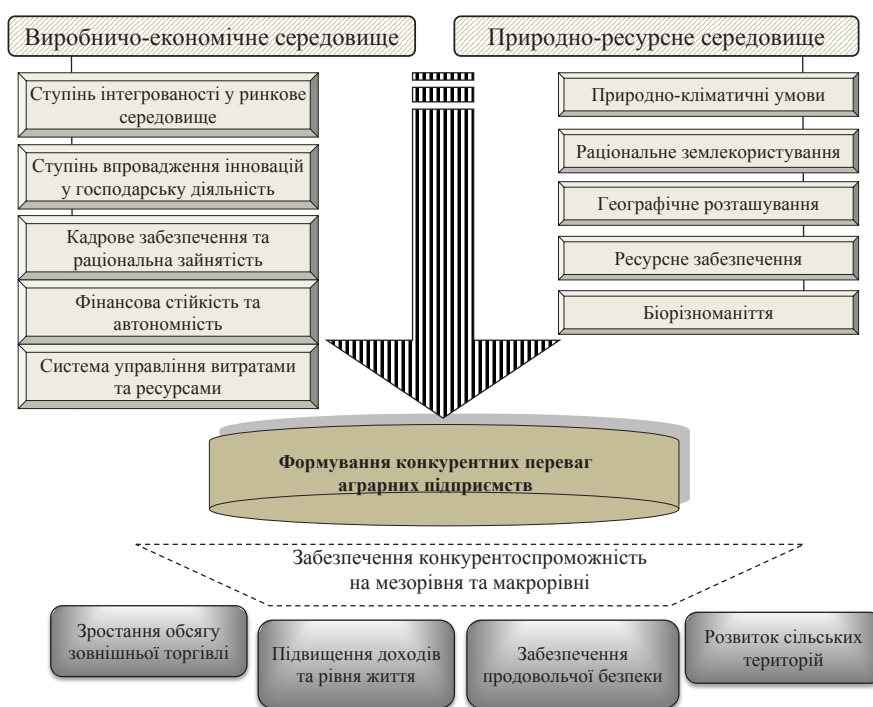 Виробничо-економічне середовище
Ступінь інтегрованості у ринкове
середовище
Ступінь впровадження інновацій
у господарську діяльність
Кадрове забезпечення та
раціональна зайнятість
Фінансова стійкість та
автономність
Система управління витратами
та ресурсами
Природно-ресурсне середовище
Природно-кліматичні умови
Раціональне землекористування
Географічне розташування
Ресурсне забезпечення
Біорізноманіття
Формування конкурентних переваг
аграрних підприємств
Забезпечення конкурентоспроможність
на мезорівня та макрорівні
Зростання обсягу
зовнішньої торгівлі
Підвищення доходів
та рівня життя
Забезпечення
продовольчої безпеки
Розвиток сільських
територій